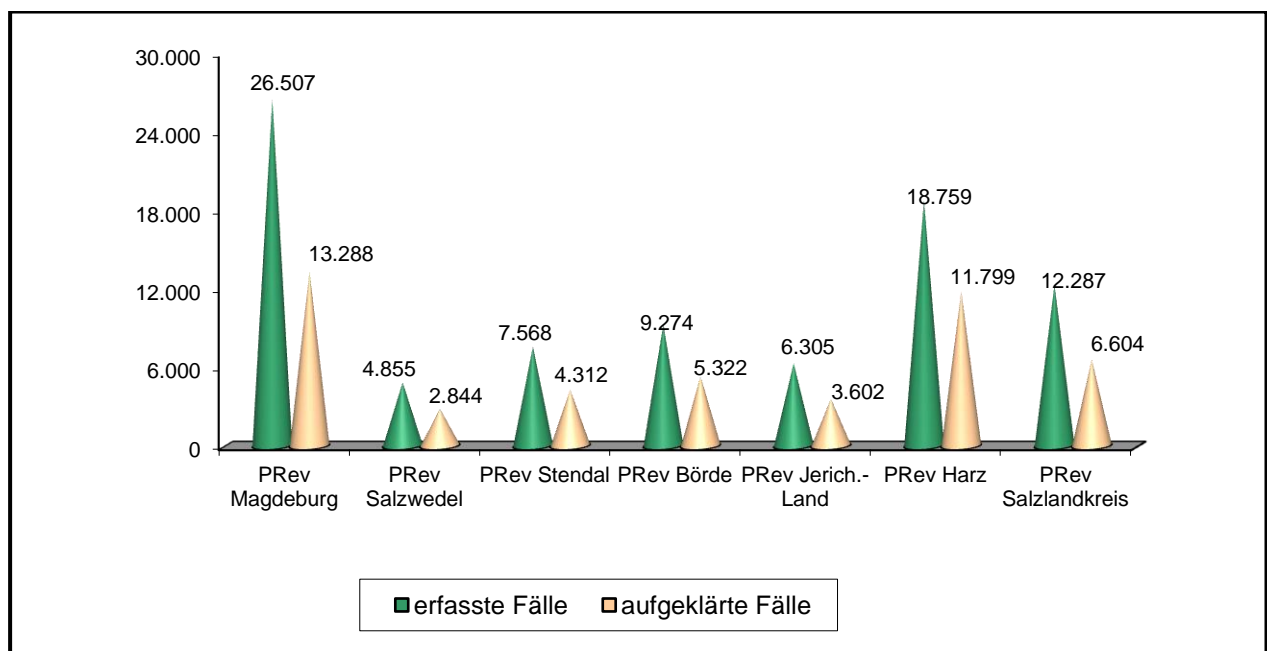 30.000
24.000
18.000
12.000
6.000
0
26.507
13.288
4.855
2.844
7.568
4.312
9.274
5.322
6.305
3.602
18.759
11.799
12.287
6.604
PRev
Magdeburg
PRev
Salzwedel
PRev Stendal
PRev Börde
PRev Jerich.-
Land
PRev Harz
PRev
Salzlandkreis
erfasste Fälle
aufgeklärte Fälle